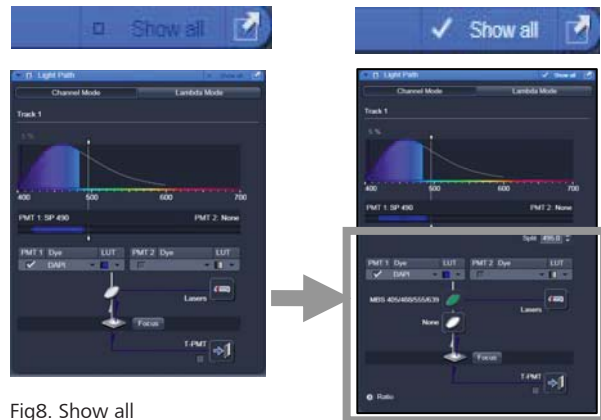 Show all
Show all
Light Path
Show all
Channel Mode Lambda Mode
Track 1
5 %
400 500 600 700
PMT 1: SP 490 PMT 2: None
PMT 1 Dye LUT PMT 2 Dye LUT
DAPI
Lasers
Focus
T-PMT
Light Path
Show all
Channel Mode Lambda Mode
Track 1
5 %
400 500 600 700
PMT 1: SP 490 PMT 2: None
Split 495.0
PMT 1 Dye LUT PMT 2 Dye LUT
DAPI
MBS 405/488/555/639
Lasers
None
Focus
T-PMT
Ratio
Fig8. Show all